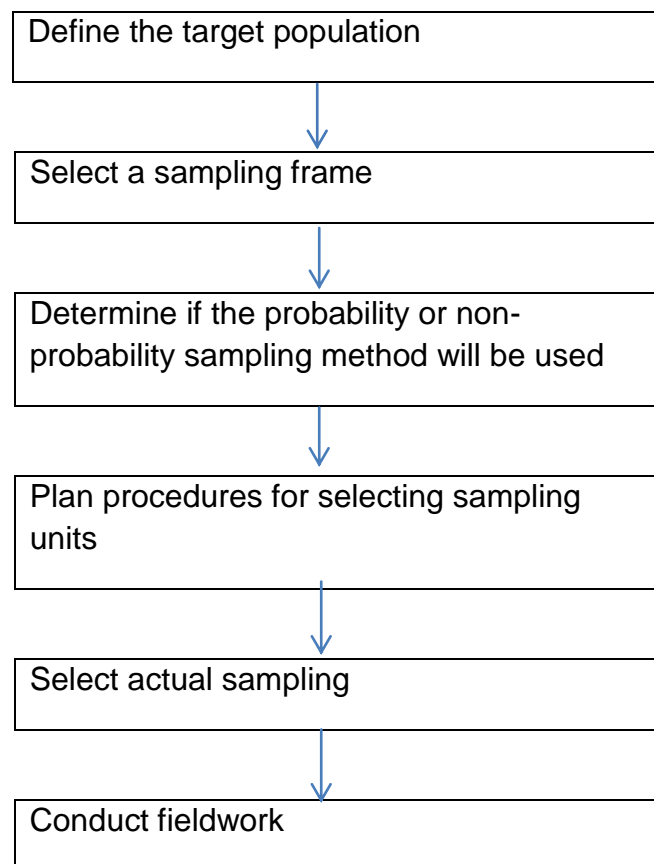 Define the target population
Select a sampling frame
Determine if the probability or non-
probability sampling method will be used
Plan procedures for selecting sampling
units
Select actual sampling
Conduct fieldwork